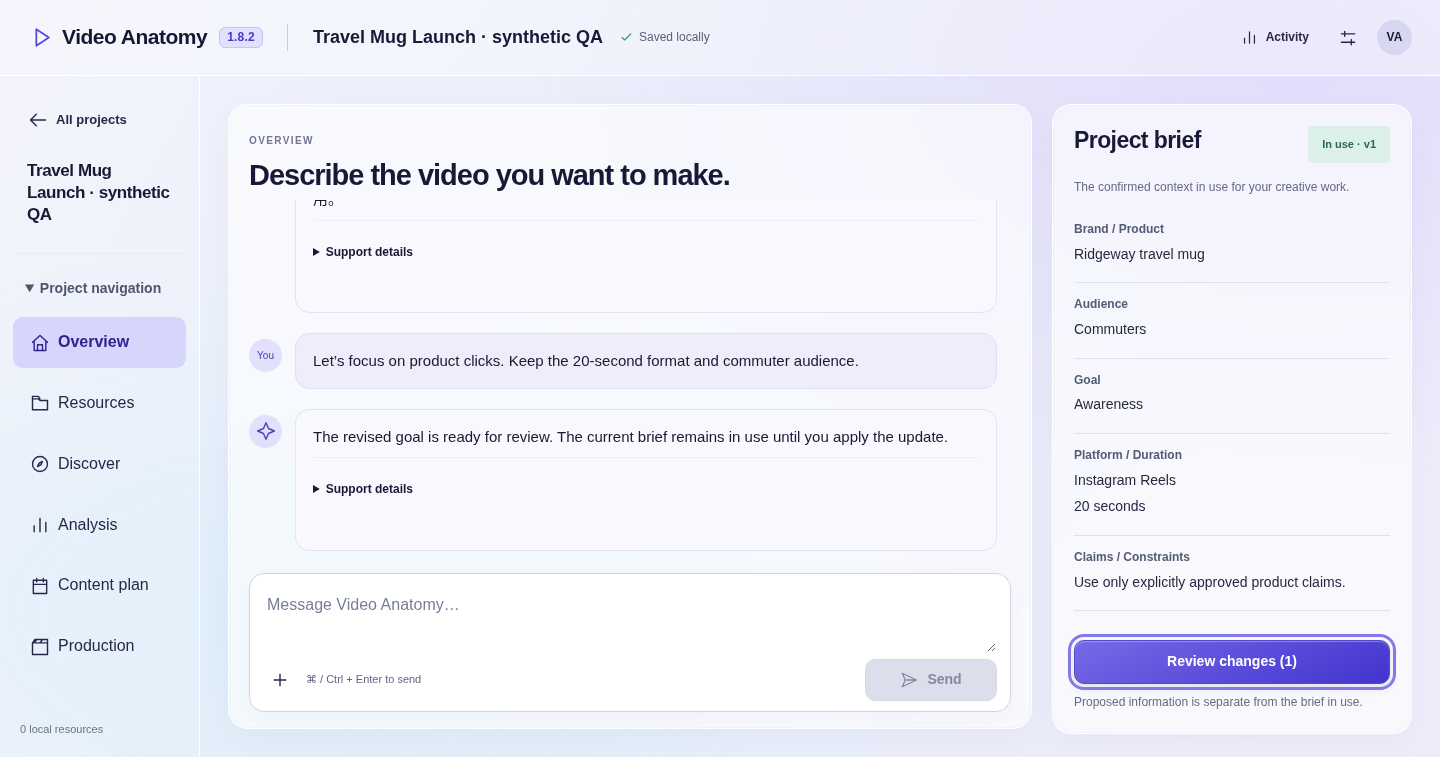 Video Anatomy 1.8.2
Travel Mug Launch · synthetic QA
Saved locally
Activity
VA
All projects
Travel Mug
Launch · synthetic
QA
Project navigation
Overview
Resources
Discover
Analysis
Content plan
Production
0 local resources
OVERVIEW
Describe the video you want to make.
用。
Support details
You
Let's focus on product clicks. Keep the 20-second format and commuter audience.
The revised goal is ready for review. The current brief remains in use until you apply the update.
Support details
Message Video Anatomy…
⌘ / Ctrl + Enter to send
Send
Project brief
In use · v1
The confirmed context in use for your creative work.
Brand / Product
Ridgeway travel mug
Audience
Commuters
Goal
Awareness
Platform / Duration
Instagram Reels
20 seconds
Claims / Constraints
Use only explicitly approved product claims.
Review changes (1)
Proposed information is separate from the brief in use.